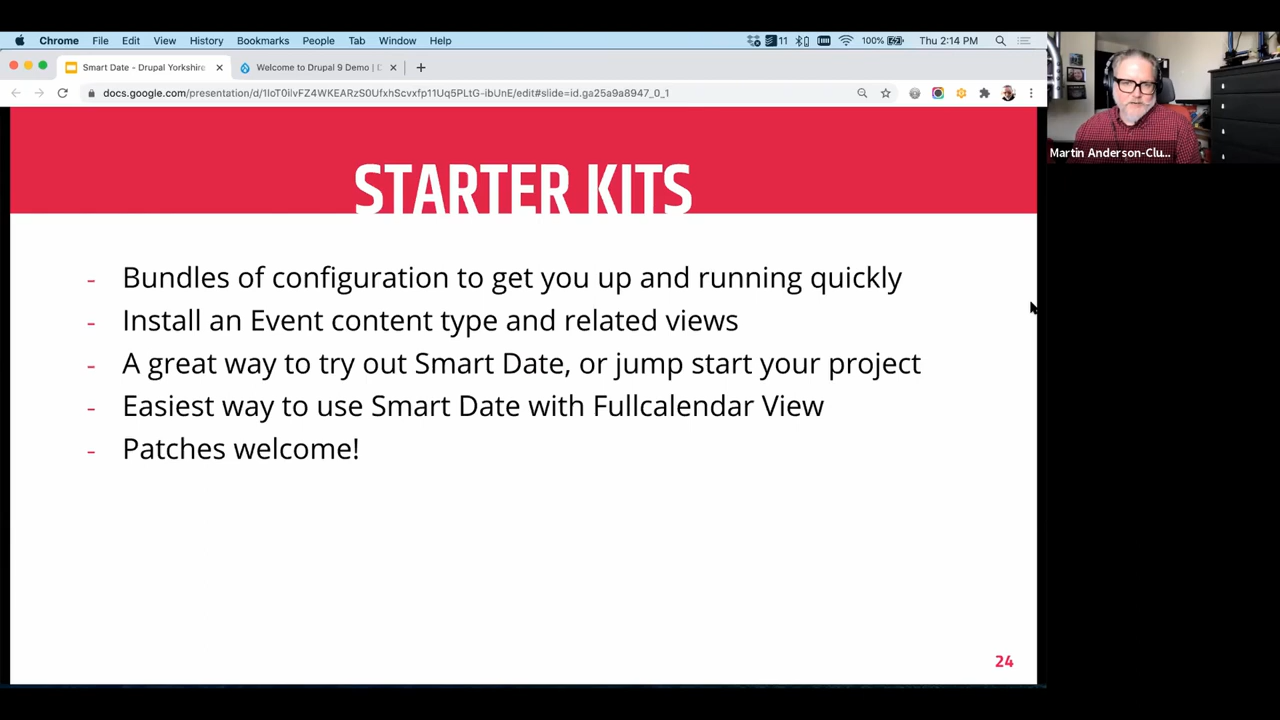 Chrome File Edit View History Bookmarks People Tab Window Help 11 100% Thu 2:14 PM
Smart Date - Drupal Yorkshire Welcome to Drupal 9 Demo |
docs.google.com/presentation/d/1IoT0ilvFZ4WKEARzS0UfxhScvxfp11Uq5PLtG-ibUnE/edit#slide=id.ga25a9a8947_0_1
Martin Anderson-Clu...
STARTER KITS
- Bundles of configuration to get you up and running quickly
- Install an Event content type and related views
- A great way to try out Smart Date, or jump start your project
- Easiest way to use Smart Date with Fullcalendar View
- Patches welcome!
24